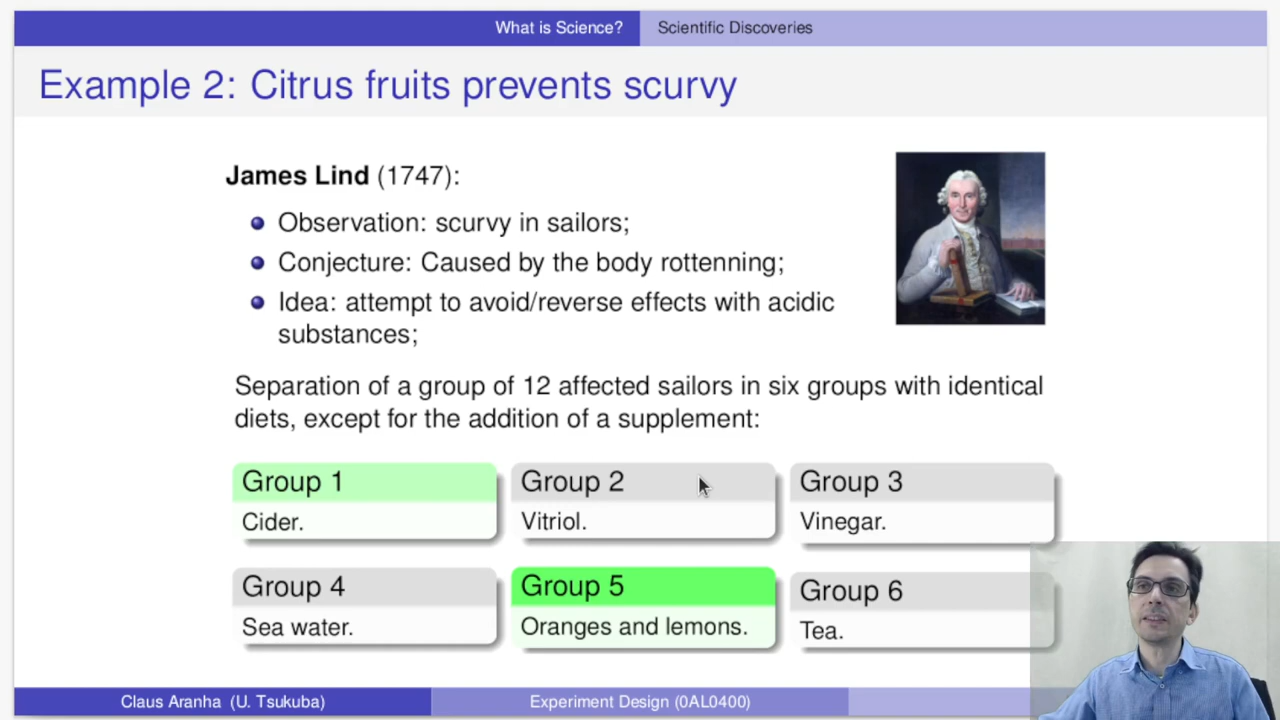 What is Science?
Scientific Discoveries
Example 2: Citrus fruits prevents scurvy
James Lind (1747):
Observation: scurvy in sailors;
Conjecture: Caused by the body rottenning;
Idea: attempt to avoid/reverse effects with acidic
substances;
Separation of a group of 12 affected sailors in six groups with identical
diets, except for the addition of a supplement:
Group 1
Cider.
Group 2
Vitriol.
Group 3
Vinegar.
Group 4
Sea water.
Group 5
Oranges and lemons.
Group 6
Tea.
Claus Aranha (U. Tsukuba)
Experiment Design (0AL0400)